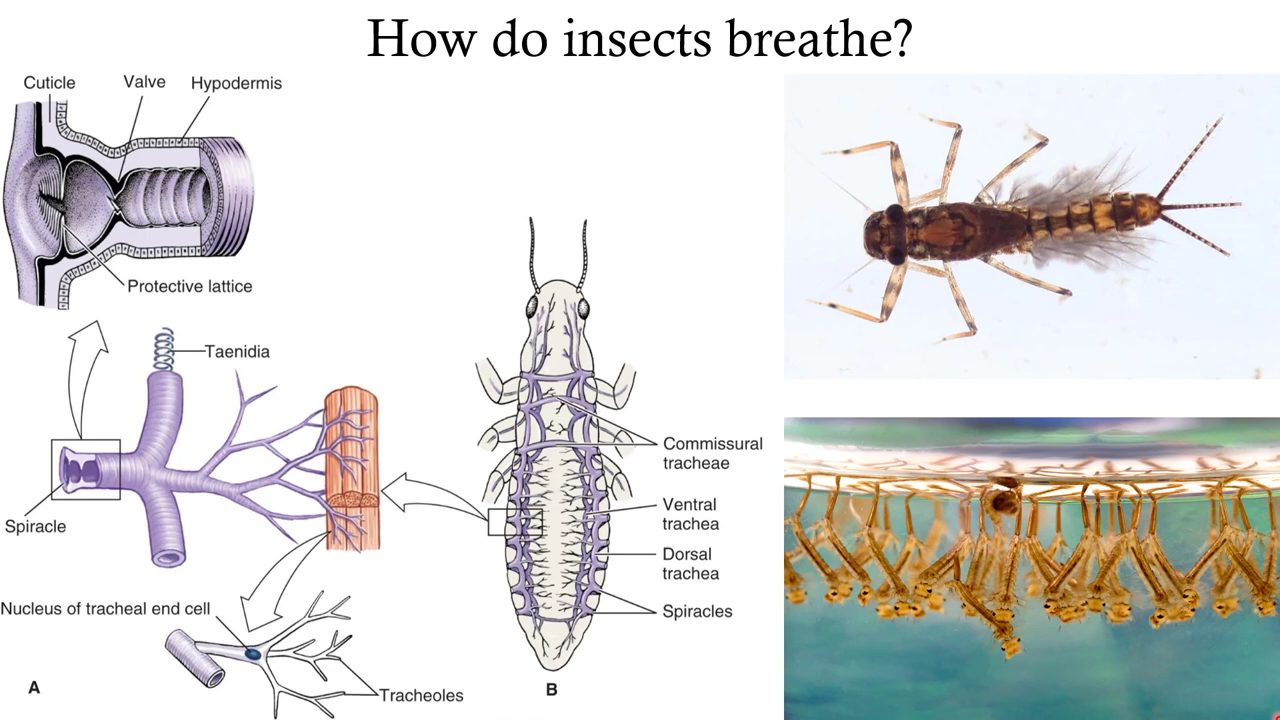 How do insects breathe?
Cuticle
Valve
Hypodermis
Protective lattice
Taenidia
Spiracle
Commissural
tracheae
Ventral
trachea
Dorsal
trachea
Spiracles
Nucleus of tracheal end cell
Tracheoles
A
B